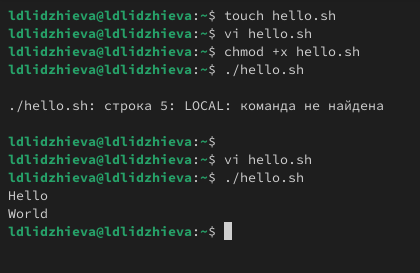 ldlidzhieva@ldlidzhieva:~$ touch hello.sh
ldlidzhieva@ldlidzhieva:~$ vi hello.sh
ldlidzhieva@ldlidzhieva:~$ chmod +x hello.sh
ldlidzhieva@ldlidzhieva:~$ ./hello.sh
./hello.sh: строка 5: LOCAL: команда не найдена
ldlidzhieva@ldlidzhieva:~$
ldlidzhieva@ldlidzhieva:~$ vi hello.sh
ldlidzhieva@ldlidzhieva:~$ ./hello.sh
Hello
World
ldlidzhieva@ldlidzhieva:~$